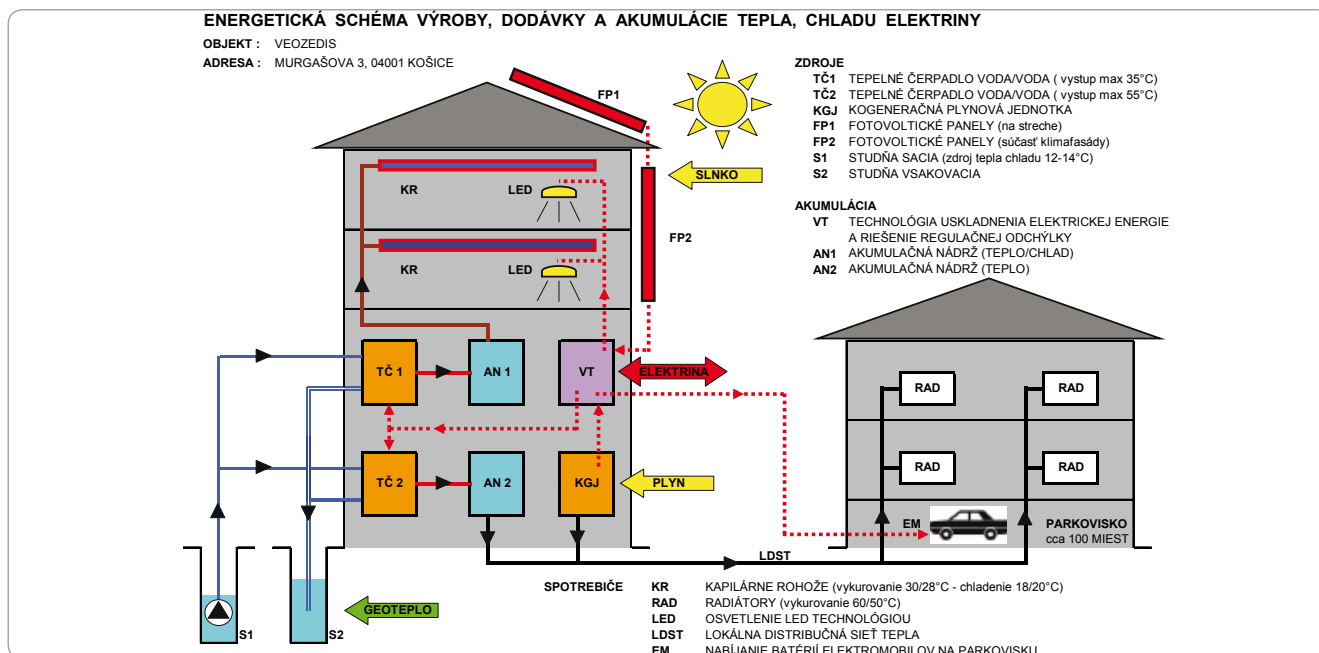 ENERGETICKÁ SCHÉMA VÝROBY, DODÁVKY A AKUMULÁCIE TEPLA, CHLADU ELEKTRINY
OBJEKT : VEOZEDIS
ADRESA : MURGAŠOVA 3, 04001 KOŠICE
ZDROJE
TČ1 TEPELNÉ ČERPADLO VODA/VODA ( vystup max 35°C)
TČ2 TEPELNÉ ČERPADLO VODA/VODA ( vystup max 55°C)
KGJ KOGENERAČNÁ PLYNOVÁ JEDNOTKA
FP1 FOTOVOLTICKÉ PANELY (na streche)
FP2 FOTOVOLTICKÉ PANELY (súčasť klimafasády)
S1 STUDŇA SACIA (zdroj tepla chladu 12-14°C)
S2 STUDŇA VSAKOVACIA
AKUMULÁCIA
VT TECHNOLÓGIA USKLADNENIA ELEKTRICKEJ ENERGIE
A RIEŠENIE REGULAČNEJ ODCHÝLKY
AN1 AKUMULAČNÁ NÁDRŽ (TEPLO/CHLAD)
AN2 AKUMULAČNÁ NÁDRŽ (TEPLO)
FP1
SLNKO
KR LED
FP2
KR LED
TČ 1 AN 1 VT ELEKTRINA
TČ 2 AN 2 KGJ PLYN
RAD RAD
RAD RAD
EM PARKOVISKO
cca 100 MIEST
LDST
GEOTEPLO
S1 S2
SPOTREBIČE KR KAPILÁRNE ROHOŽE (vykurovanie 30/28°C - chladenie 18/20°C)
RAD RADIÁTORY (vykurovanie 60/50°C)
LED OSVETLENIE LED TECHNOLÓGIOU
LDST LOKÁLNA DISTRIBUČNÁ SIEŤ TEPLA
EM NABÍJANIE BATÉRIÍ ELEKTROMOBILOV NA PARKOVISKU